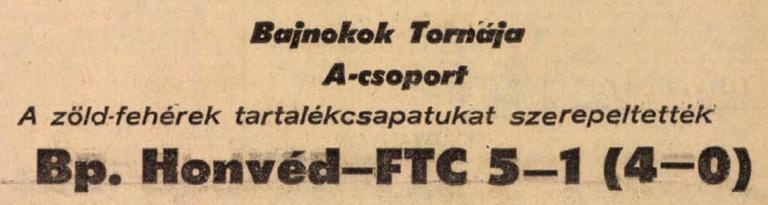 Bajnokok Tornája
A-csoport
A zöld-fehérek tartalékcsapatukat szerepeltették
Bp. Honvéd–FTC 5–1 (4–0)